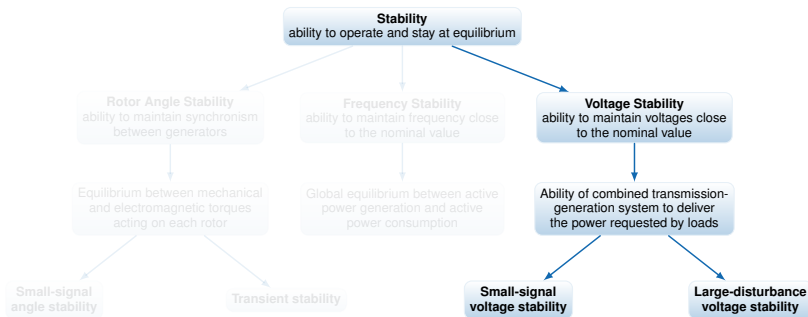 Stability
ability to operate and stay at equilibrium
Rotor Angle Stability
ability to maintain synchronism
between generators
Frequency Stability
ability to maintain frequency close
to the nominal value
Voltage Stability
ability to maintain voltages close
to the nominal value
Equilibrium between mechanical
and electromagnetic torques
acting on each rotor
Global equilibrium between active
power generation and active
power consumption
Ability of combined transmission-
generation system to deliver
the power requested by loads
Small-signal
angle stability
Transient stability
Small-signal
voltage stability
Large-disturbance
voltage stability